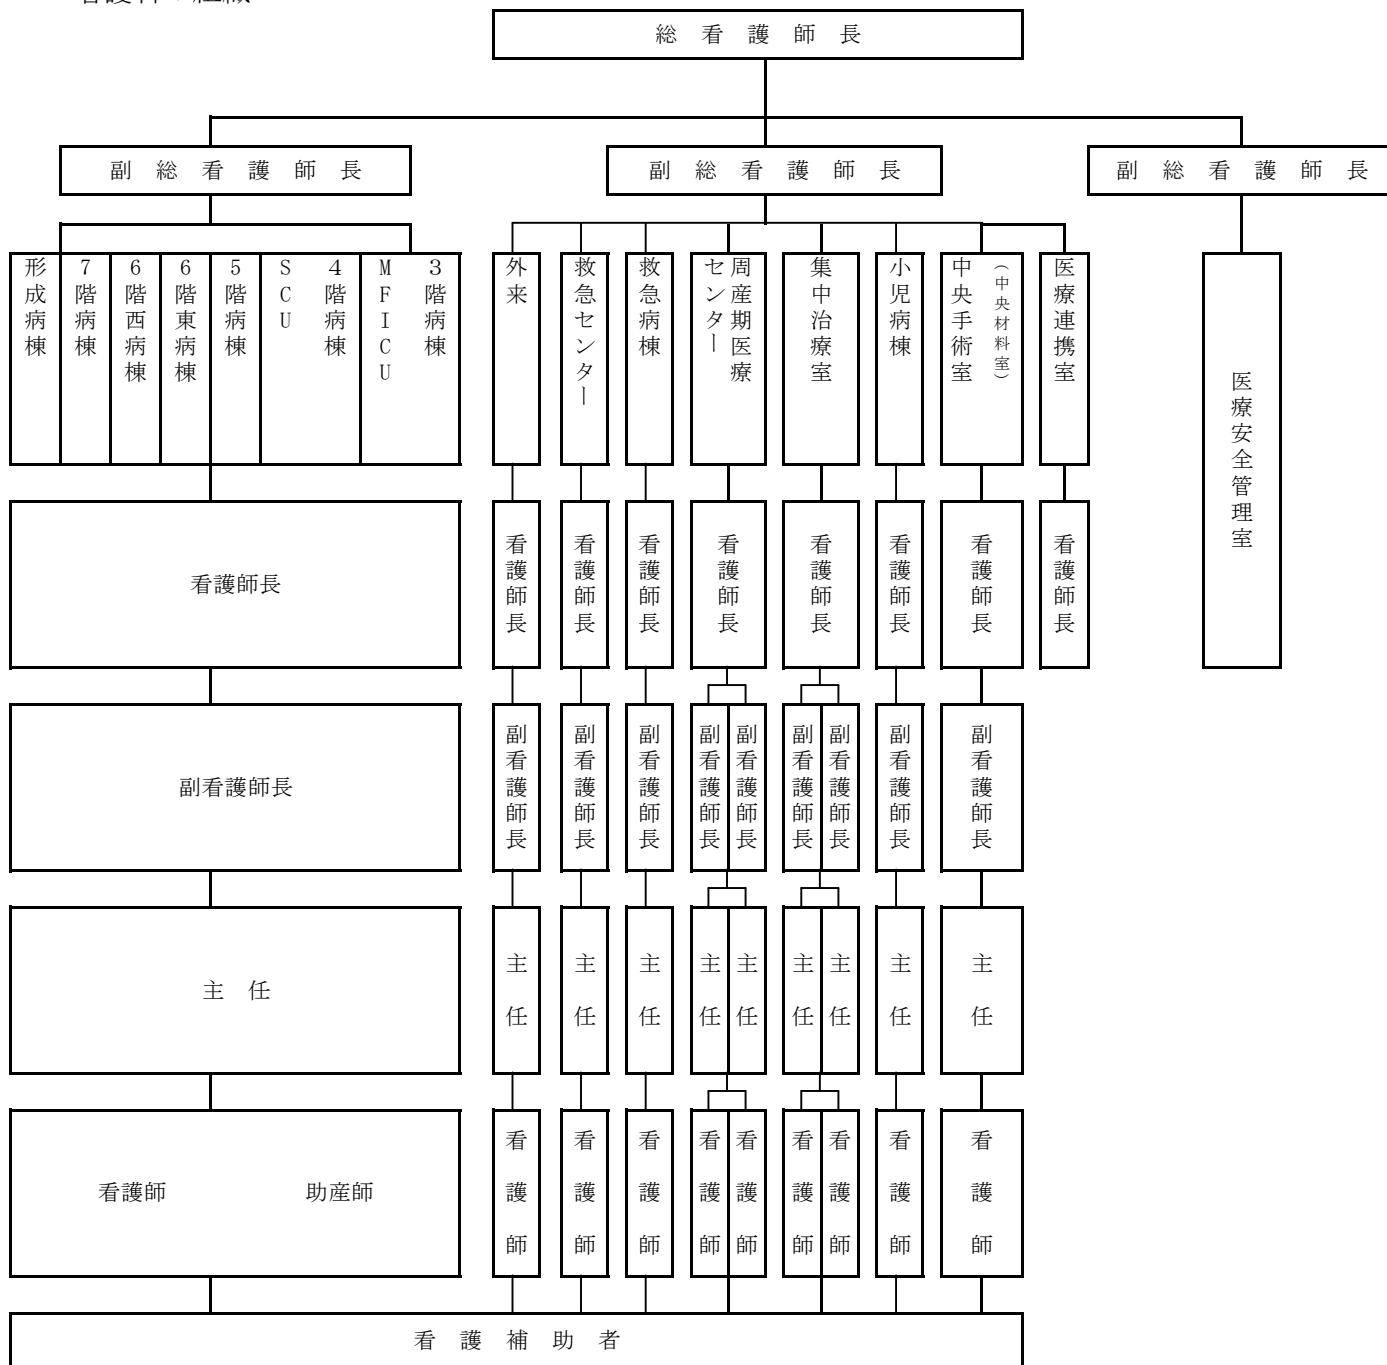 総看護師長
副総看護師長
副総看護師長
副総看護師長
形成病棟
7階病棟
6階西病棟
6階東病棟
5階病棟
SCU
4階病棟
MFICU
3階病棟
外来
救急センター
救急病棟
周産期医療
センター
集中治療室
小児病棟
（中央材料室）
中央手術室
医療連携室
医療安全管理室
看護師長
看護師長
看護師長
看護師長
看護師長
看護師長
看護師長
看護師長
看護師長
副看護師長
副看護師長
副看護師長
副看護師長
副看護師長
副看護師長
副看護師長
副看護師長
副看護師長
副看護師長
主任
主任
主任
主任
主任
主任
主任
主任
主任
主任
看護師
助産師
看護師
看護師
看護師
看護師
看護師
看護師
看護師
看護師
看護師
看護補助者